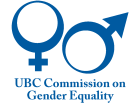 UBC Commission on
Gender Equality